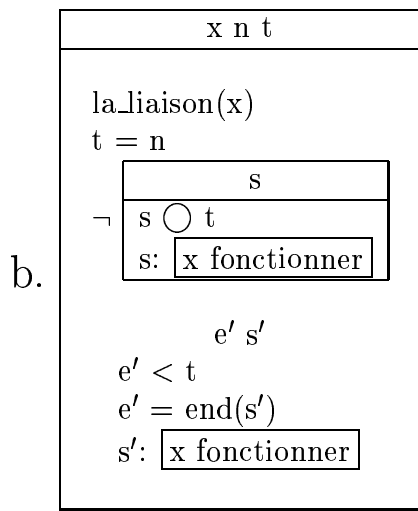 x n t
la_liaison(x)
t = n
s
¬ s ◯ t
s: x fonctionner
b.
e′ s′
e′ < t
e′ = end(s′)
s′: x fonctionner